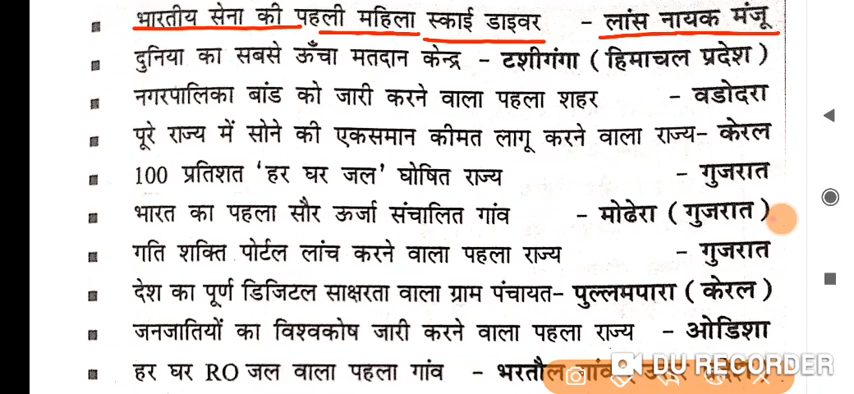 ▪ भारतीय सेना की पहली महिला स्काई डाइवर - लांस नायक मंजू
▪ दुनिया का सबसे ऊँचा मतदान केन्द्र - टशीगंगा ( हिमाचल प्रदेश )
▪ नगरपालिका बांड को जारी करने वाला पहला शहर - वडोदरा
▪ पूरे राज्य में सोने की एकसमान कीमत लागू करने वाला राज्य- केरल
▪ 100 प्रतिशत ‘हर घर जल’ घोषित राज्य - गुजरात
▪ भारत का पहला सौर ऊर्जा संचालित गांव - मोढेरा ( गुजरात )
▪ गति शक्ति पोर्टल लांच करने वाला पहला राज्य - गुजरात
▪ देश का पूर्ण डिजिटल साक्षरता वाला ग्राम पंचायत- पुल्लमपारा ( केरल )
▪ जनजातियों का विश्वकोष जारी करने वाला पहला राज्य - ओडिशा
▪ हर घर RO जल वाला पहला गांव - भरतौल गांव
DU RECORDER